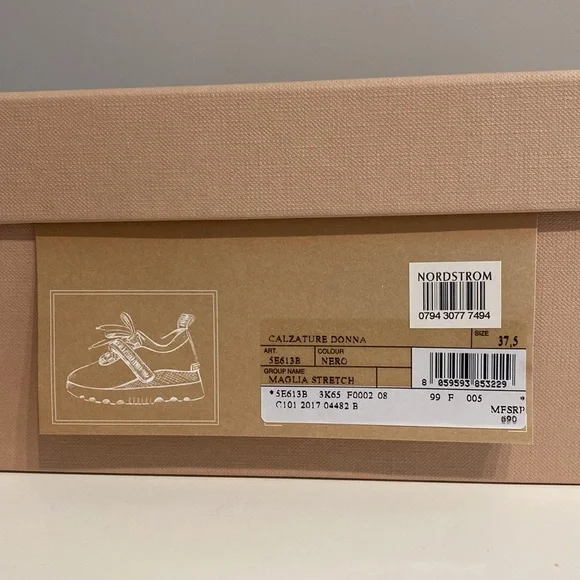 NORDSTROM
0794 3077 7494
CALZATURE DONNA
SIZE
37,5
ART.
COLOUR
5E613B
NERO
GROUP NAME
MAGLIA STRETCH
8 059593 853229
*5E613B 3K65 F0002 08 99 F 005 *
C101 2017 04482 B
MFSRP
890